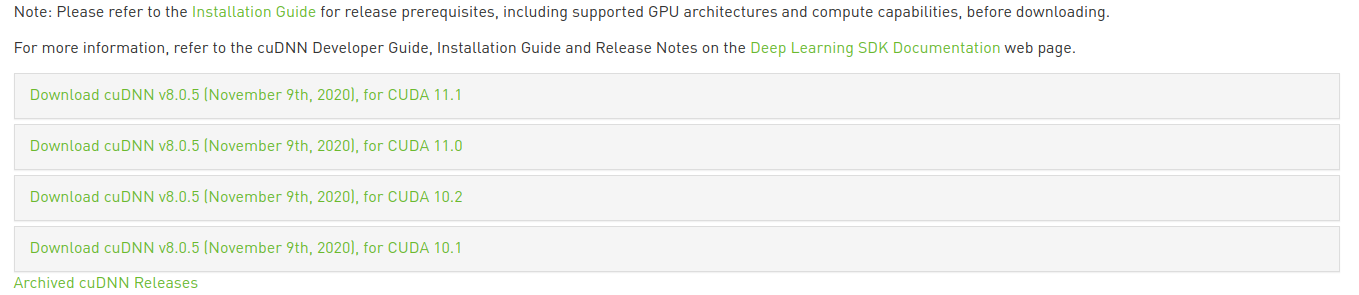 Note: Please refer to the Installation Guide for release prerequisites, including supported GPU architectures and compute capabilities, before downloading.
For more information, refer to the cuDNN Developer Guide, Installation Guide and Release Notes on the Deep Learning SDK Documentation web page.
Download cuDNN v8.0.5 (November 9th, 2020), for CUDA 11.1
Download cuDNN v8.0.5 (November 9th, 2020), for CUDA 11.0
Download cuDNN v8.0.5 (November 9th, 2020), for CUDA 10.2
Download cuDNN v8.0.5 (November 9th, 2020), for CUDA 10.1
Archived cuDNN Releases